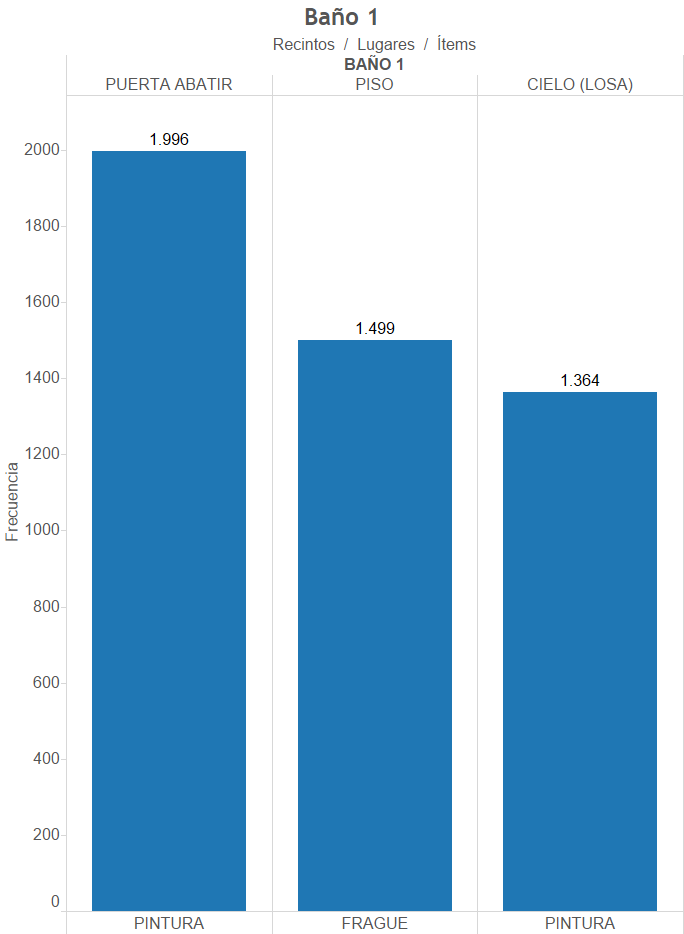 Baño 1
Recintos / Lugares / Ítems
BAÑO 1
PUERTA ABATIR PISO CIELO (LOSA)
Frecuencia
2000
1800
1600
1400
1200
1000
800
600
400
200
0
1.996
1.499
1.364
PINTURA FRAGUE PINTURA